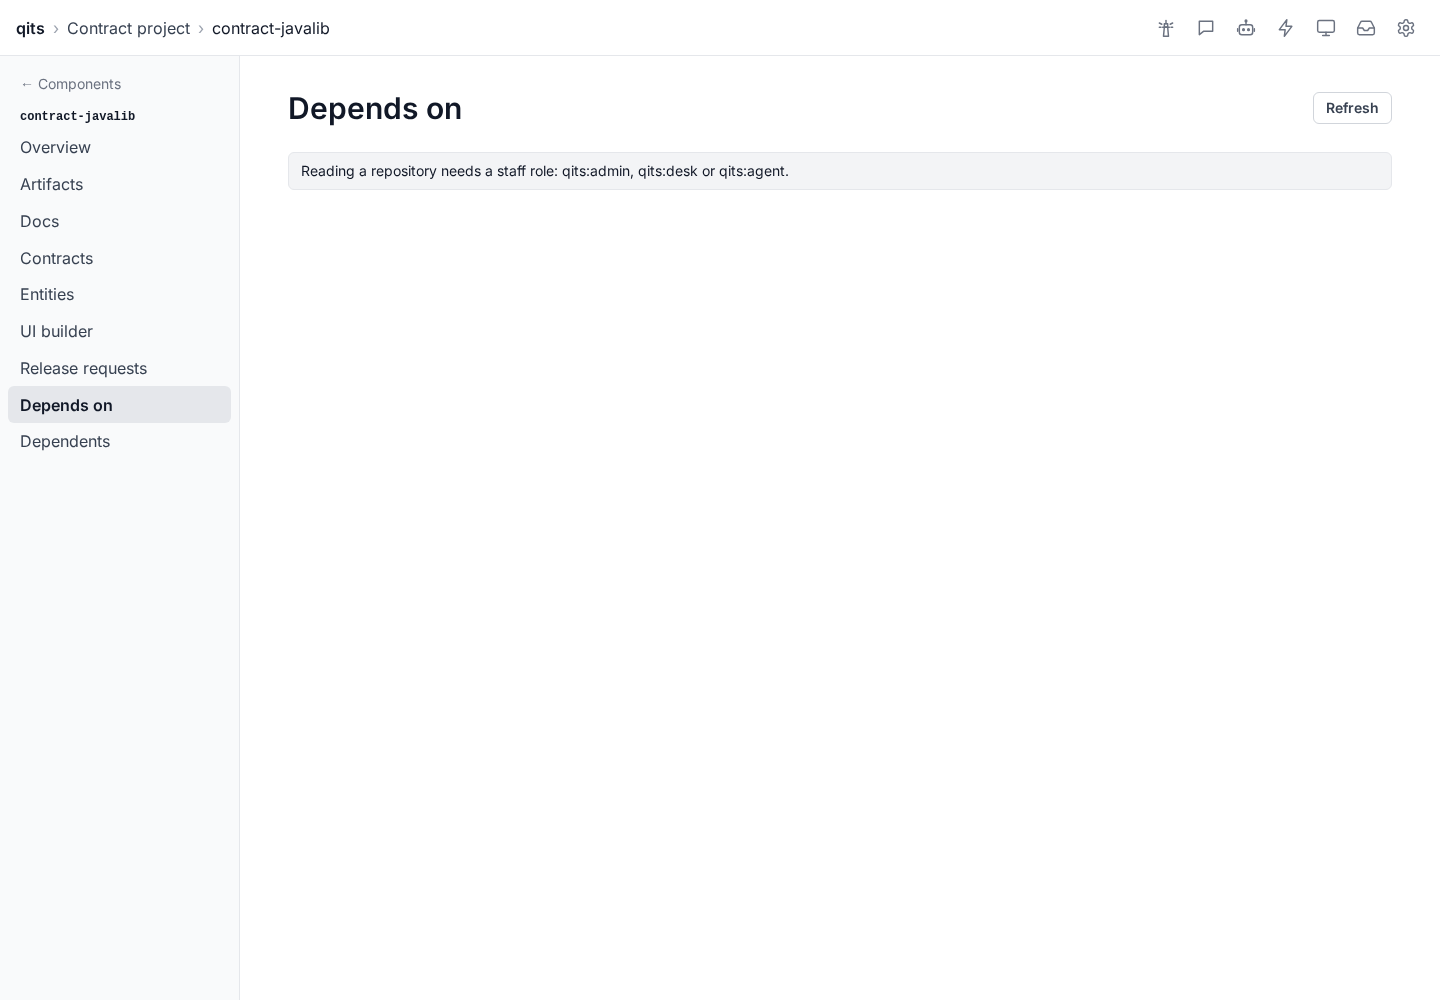 qits › Contract project › contract-javalib
← Components
contract-javalib
Overview
Artifacts
Docs
Contracts
Entities
UI builder
Release requests
Depends on
Dependents
Depends on
Refresh
Reading a repository needs a staff role: qits:admin, qits:desk or qits:agent.